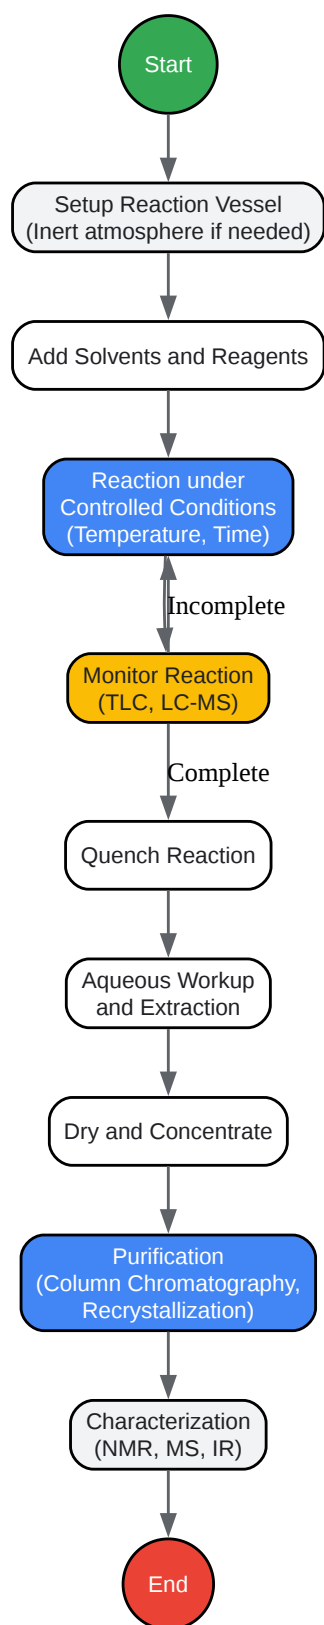 Start
Setup Reaction Vessel
(Inert atmosphere if needed)
Add Solvents and Reagents
Reaction under
Controlled Conditions
(Temperature, Time)
Incomplete
Monitor Reaction
(TLC, LC-MS)
Complete
Quench Reaction
Aqueous Workup
and Extraction
Dry and Concentrate
Purification
(Column Chromatography,
Recrystallization)
Characterization
(NMR, MS, IR)
End